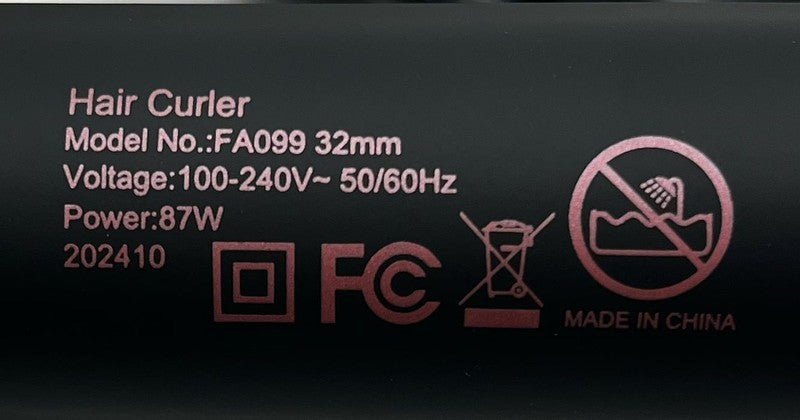 Hair Curler
Model No.:FA099 32mm
Voltage:100-240V~ 50/60Hz
Power:87W
202410
FC
MADE IN CHINA